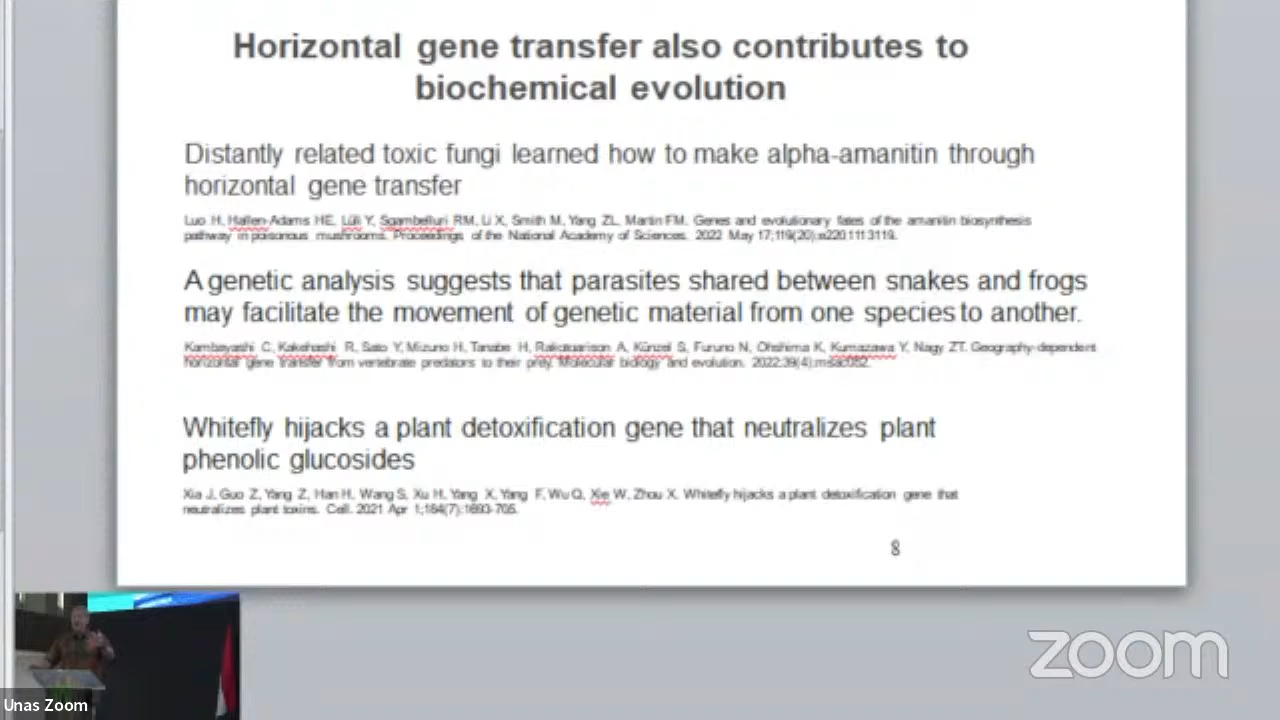 Horizontal gene transfer also contributes to
biochemical evolution
Distantly related toxic fungi learned how to make alpha-amanitin through
horizontal gene transfer
Luo H, Hallen-Adams HE, Lüli Y, Sgambelluri RM, Li X, Smith M, Yang ZL, Martin FM. Genes and evolutionary fates of the amanitin biosynthesis
pathway in poisonous mushrooms. Proceedings of the National Academy of Sciences. 2022 May 17;119(20):e2201113119.
A genetic analysis suggests that parasites shared between snakes and frogs
may facilitate the movement of genetic material from one species to another.
Kambayashi C, Kakehashi R, Sato Y, Mizuno H, Tanabe H, Rakotoarison A, Künzel S, Furuno N, Ohshima K, Kumazawa Y, Nagy ZT. Geography-dependent
horizontal gene transfer from vertebrate predators to their prey. Molecular biology and evolution. 2022;39(4):msac052.
Whitefly hijacks a plant detoxification gene that neutralizes plant
phenolic glucosides
Xia J, Guo Z, Yang Z, Han H, Wang S, Xu H, Yang X, Yang F, Wu Q, Xie W, Zhou X. Whitefly hijacks a plant detoxification gene that
neutralizes plant toxins. Cell. 2021 Apr 1;184(7):1693-705.
8
zoom
Unas Zoom